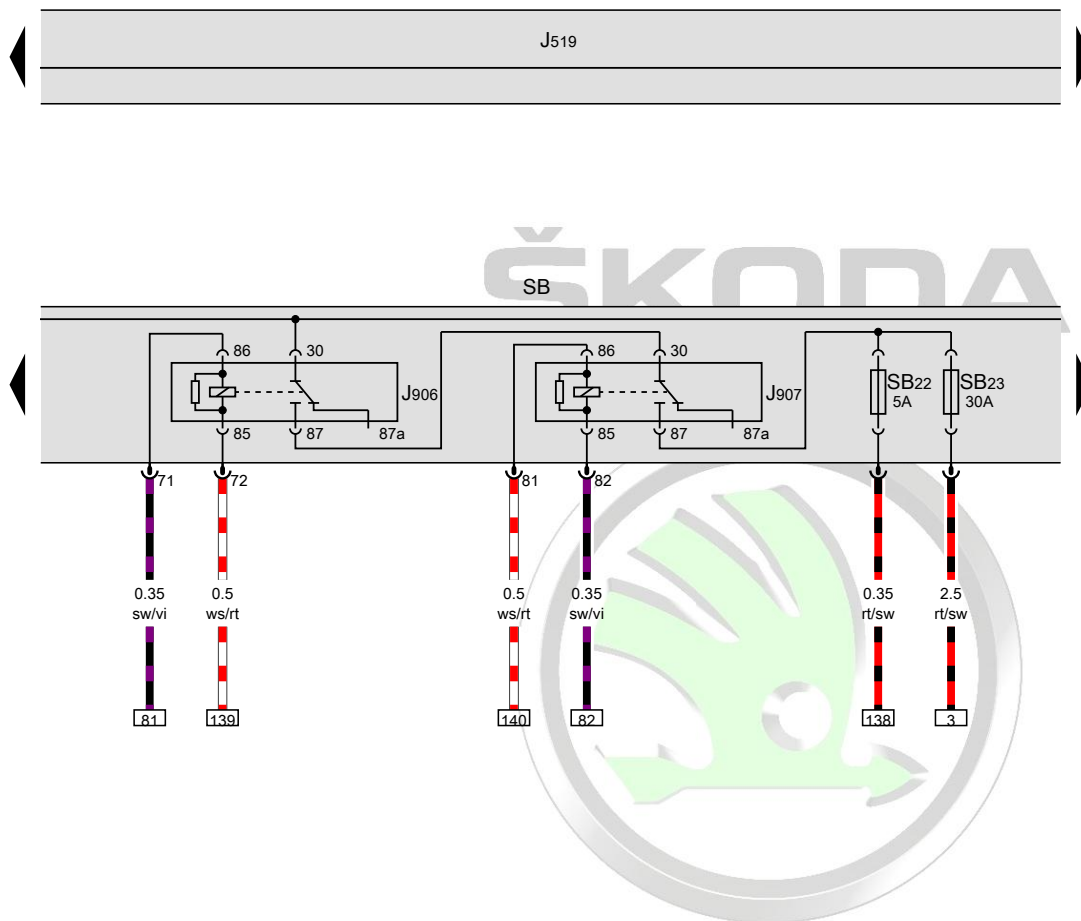 J519
ŠKODA
SB
86 30 86 30
J906 J907 SB22 SB23
5A 30A
85 87 87a 85 87 87a
71 72 81 82
0.35 0.5 0.5 0.35 0.35 2.5
sw/vi ws/rt ws/rt sw/vi rt/sw rt/sw
81 139 140 82 138 3